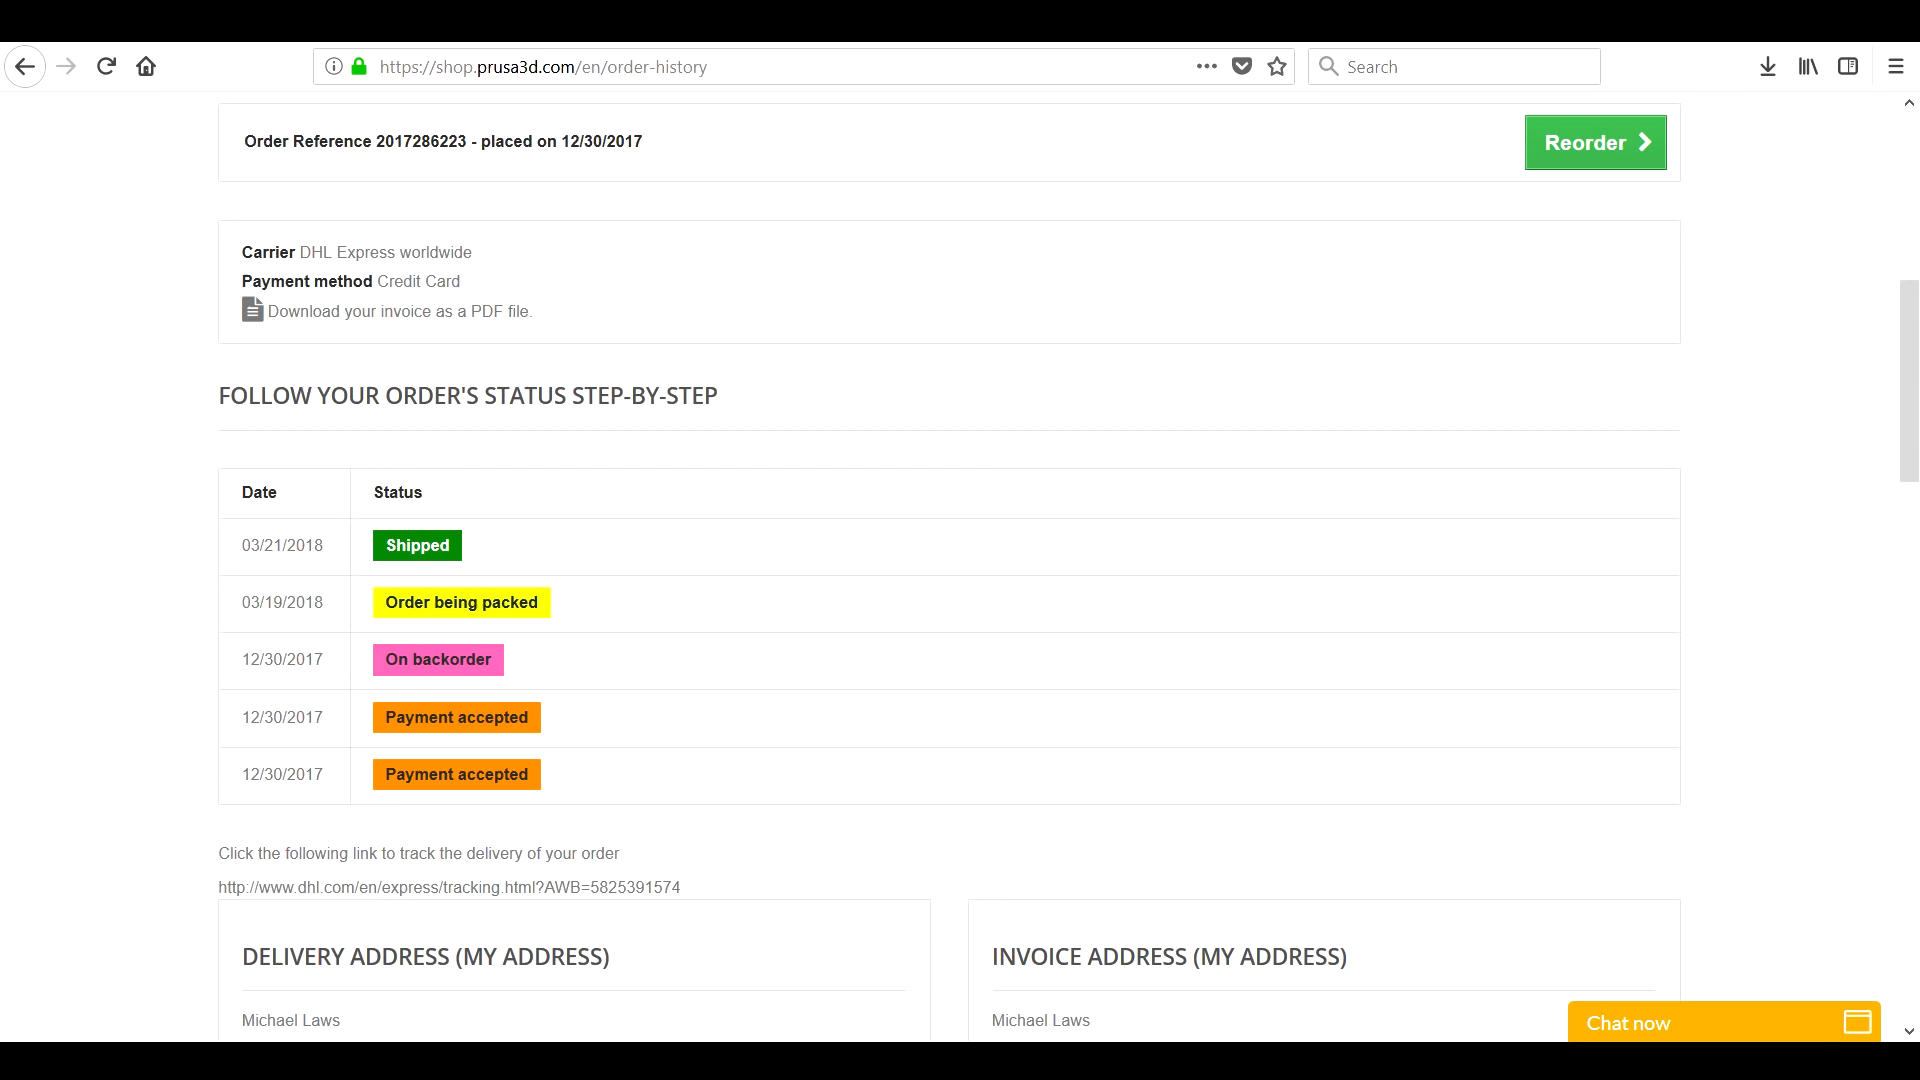 https://shop.prusa3d.com/en/order-history
Search
Order Reference 2017286223 - placed on 12/30/2017
Reorder
Carrier DHL Express worldwide
Payment method Credit Card
Download your invoice as a PDF file.
FOLLOW YOUR ORDER'S STATUS STEP-BY-STEP
Date Status
03/21/2018 Shipped
03/19/2018 Order being packed
12/30/2017 On backorder
12/30/2017 Payment accepted
12/30/2017 Payment accepted
Click the following link to track the delivery of your order
http://www.dhl.com/en/express/tracking.html?AWB=5825391574
DELIVERY ADDRESS (MY ADDRESS)
Michael Laws
INVOICE ADDRESS (MY ADDRESS)
Michael Laws
Chat now